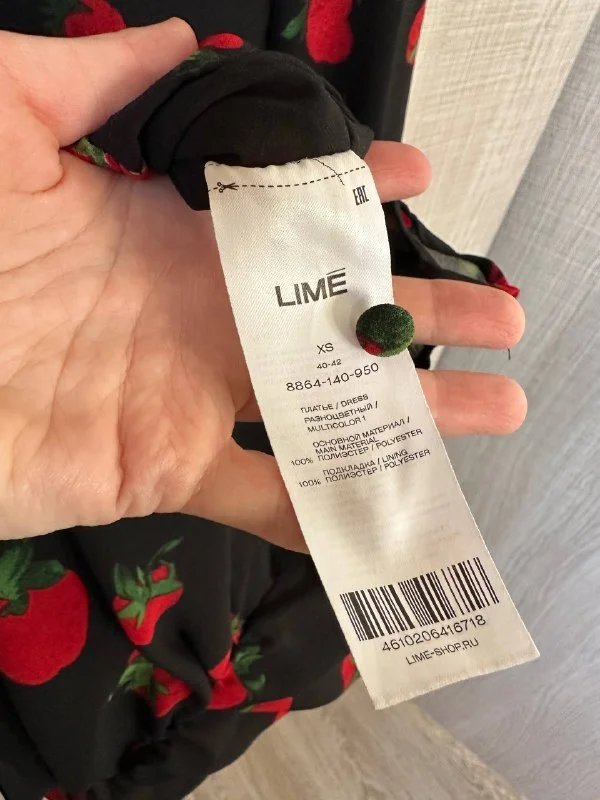 EAC
LIMĒ
XS
40-42
8864-140-950
ПЛАТЬЕ / DRESS
РАЗНОЦВЕТНЫЙ /
MULTICOLOR 1
ОСНОВНОЙ МАТЕРИАЛ /
MAIN MATERIAL
100% ПОЛИЭСТЕР / POLYESTER
ПОДКЛАДКА / LINING
100% ПОЛИЭСТЕР / POLYESTER
4610206416718
LIME-SHOP.RU